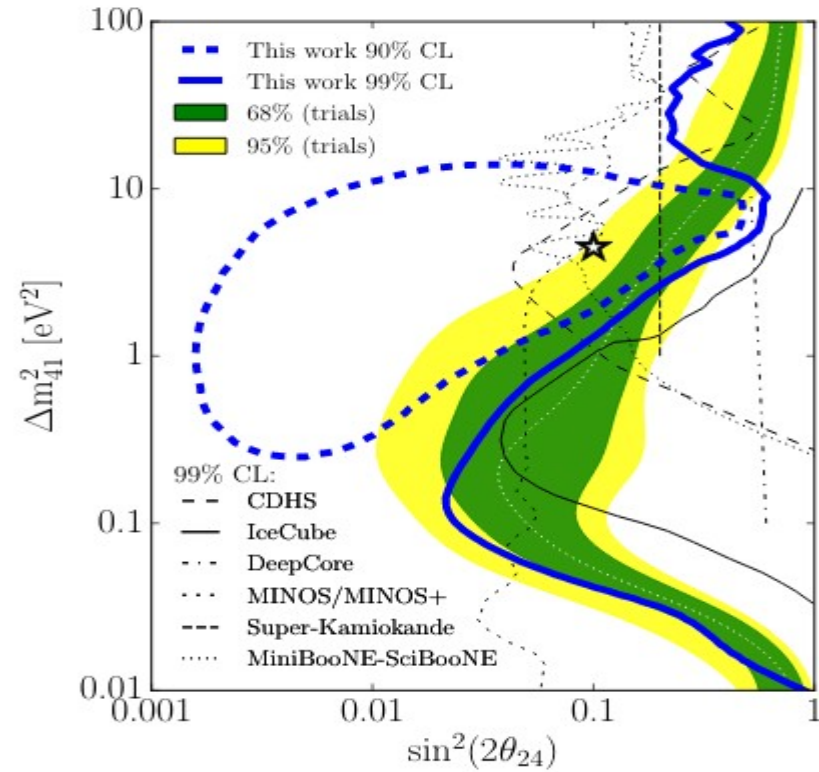 100
10
1
0.1
0.01
Δm²₄₁ [eV²]
This work 90% CL
This work 99% CL
68% (trials)
95% (trials)
99% CL:
CDHS
IceCube
DeepCore
MINOS/MINOS+
Super-Kamiokande
MiniBooNE-SciBooNE
0.001 0.01 0.1 1
sin²(2θ₂₄)